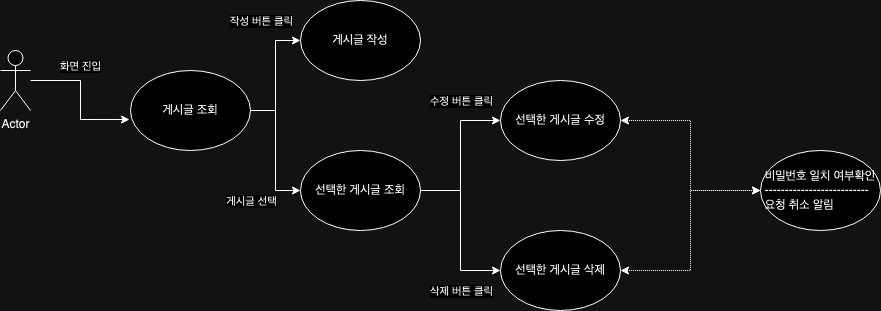 작성 버튼 클릭
게시글 작성
화면 진입
게시글 조회
Actor
수정 버튼 클릭
선택한 게시글 수정
게시글 선택
선택한 게시글 조회
비밀번호 일치 여부확인
--------------------------
요청 취소 알림
선택한 게시글 삭제
삭제 버튼 클릭